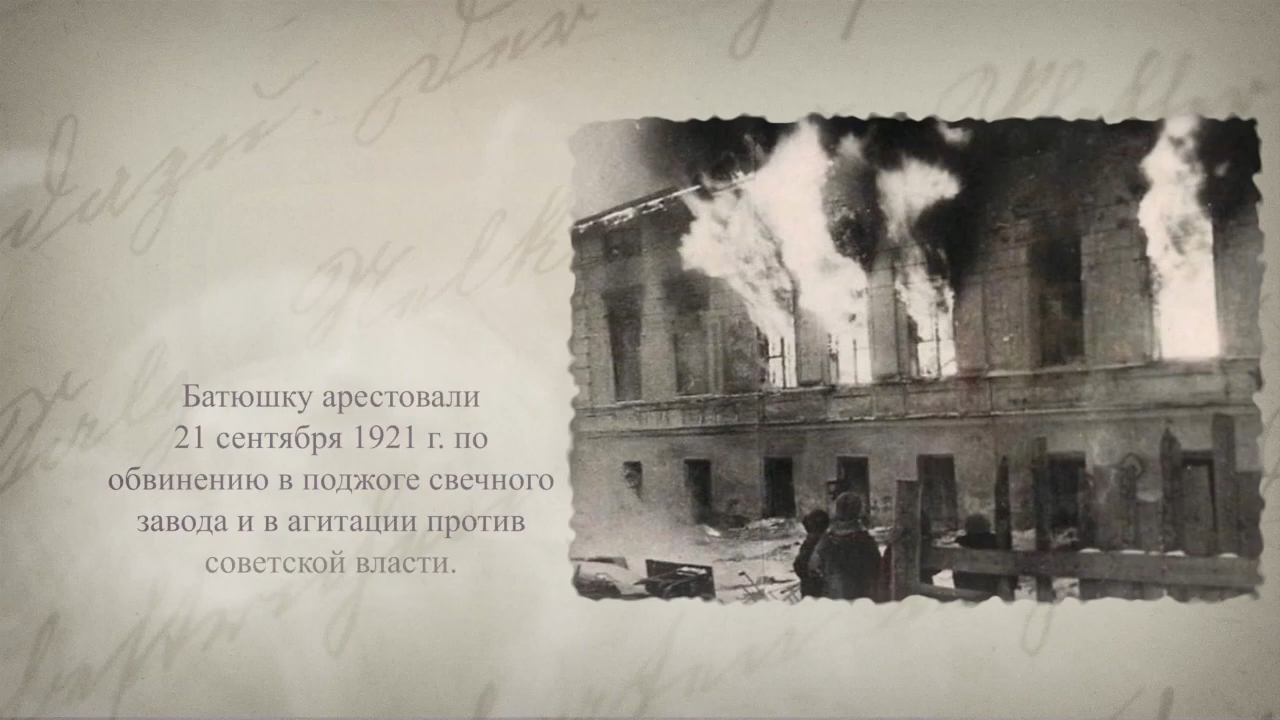 Батюшку арестовали
21 сентября 1921 г. по
обвинению в поджоге свечного
завода и в агитации против
советской власти.